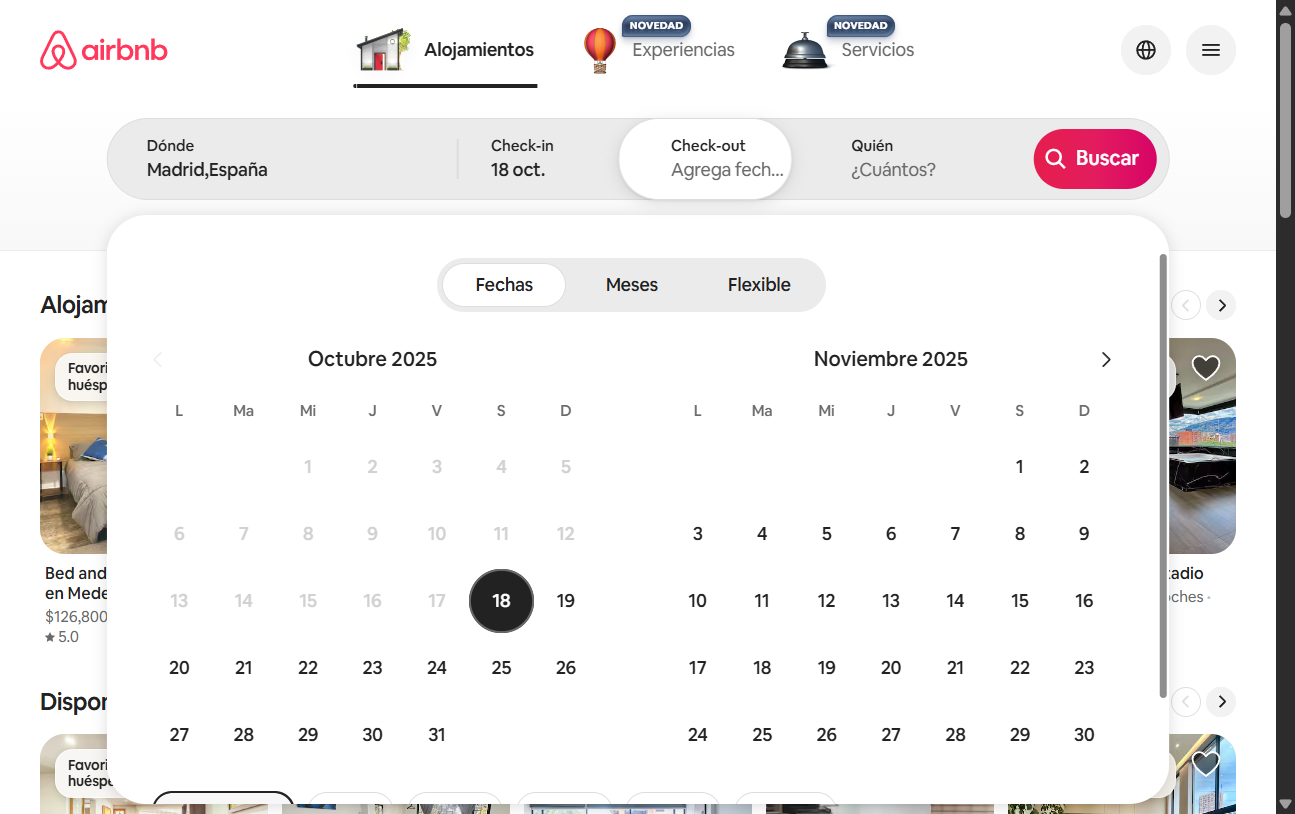 airbnb
Alojamientos
NOVEDAD
Experiencias
NOVEDAD
Servicios
Dónde
Madrid,España
Check-in
18 oct.
Check-out
Agrega fech...
Quién
¿Cuántos?
Buscar
Fechas
Meses
Flexible
Octubre 2025
L Ma Mi J V S D
1 2 3 4 5
6 7 8 9 10 11 12
13 14 15 16 17 18 19
20 21 22 23 24 25 26
27 28 29 30 31
Noviembre 2025
L Ma Mi J V S D
1 2
3 4 5 6 7 8 9
10 11 12 13 14 15 16
17 18 19 20 21 22 23
24 25 26 27 28 29 30
Alojam
Favori
huésp
Bed and
en Mede
$126,800
5.0
tadio
oches ·
Dispon
Favori
huéspe